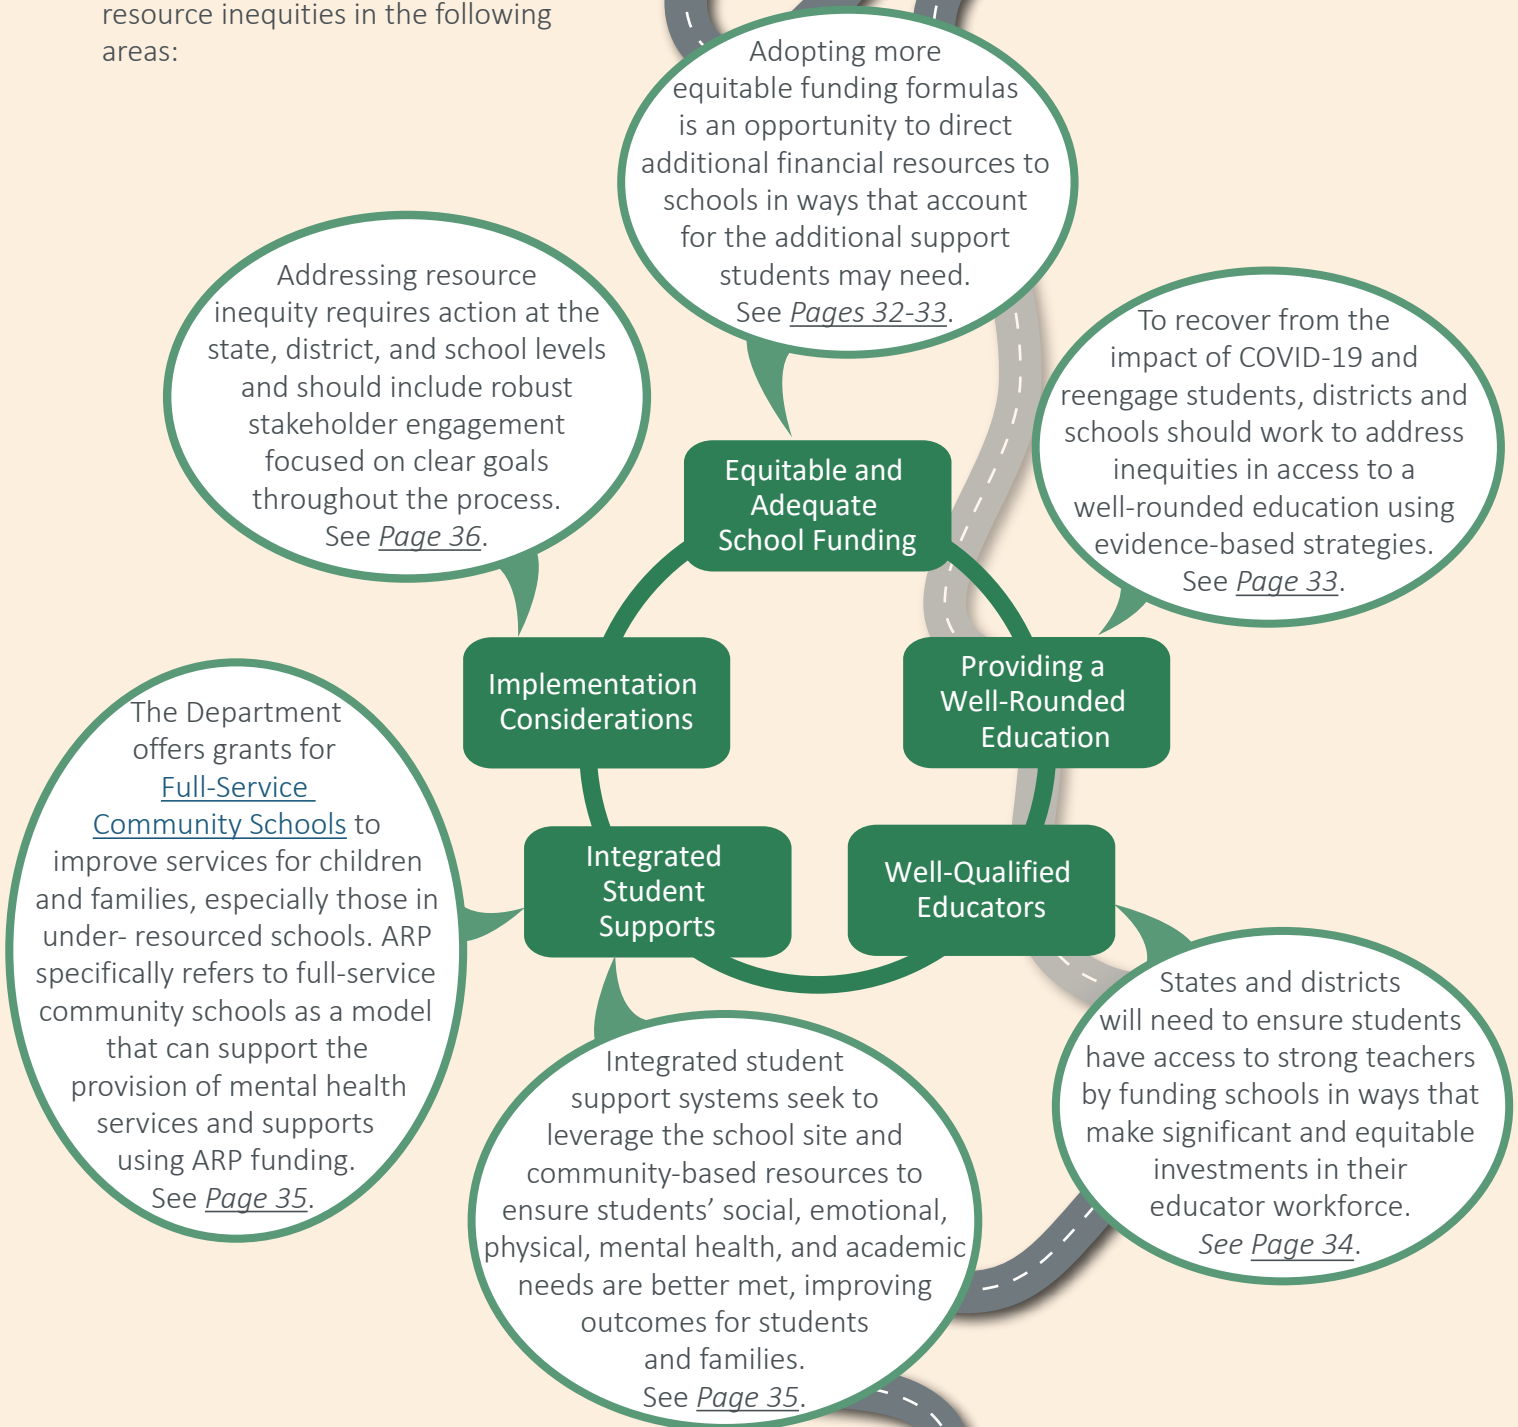 resource inequities in the following
areas:
Adopting more
equitable funding formulas
is an opportunity to direct
additional financial resources to
schools in ways that account
for the additional support
students may need.
See Pages 32-33.
Addressing resource
inequity requires action at the
state, district, and school levels
and should include robust
stakeholder engagement
focused on clear goals
throughout the process.
See Page 36.
To recover from the
impact of COVID-19 and
reengage students, districts and
schools should work to address
inequities in access to a
well-rounded education using
evidence-based strategies.
See Page 33.
Equitable and
Adequate
School Funding
Implementation
Considerations
Providing a
Well-Rounded
Education
The Department
offers grants for
Full-Service
Community Schools to
improve services for children
and families, especially those in
under- resourced schools. ARP
specifically refers to full-service
community schools as a model
that can support the
provision of mental health
services and supports
using ARP funding.
See Page 35.
Integrated
Student
Supports
Well-Qualified
Educators
Integrated student
support systems seek to
leverage the school site and
community-based resources to
ensure students’ social, emotional,
physical, mental health, and academic
needs are better met, improving
outcomes for students
and families.
See Page 35.
States and districts
will need to ensure students
have access to strong teachers
by funding schools in ways that
make significant and equitable
investments in their
educator workforce.
See Page 34.